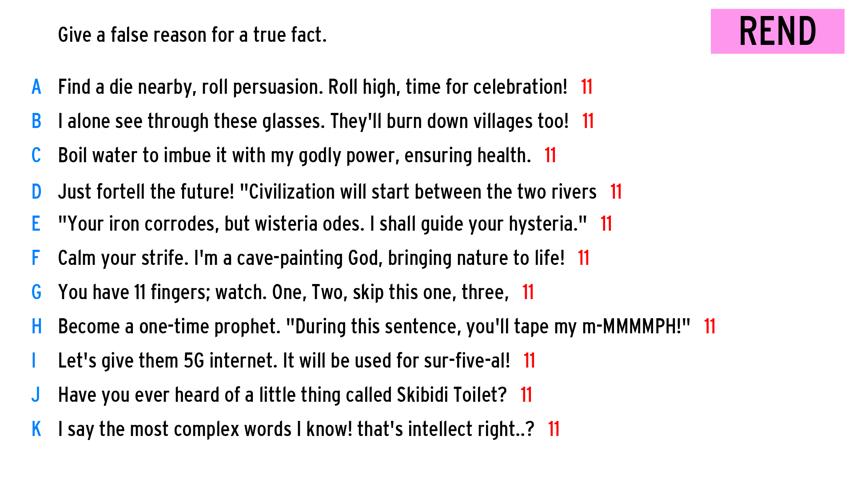 Give a false reason for a true fact.
REND
A Find a die nearby, roll persuasion. Roll high, time for celebration! 11
B I alone see through these glasses. They'll burn down villages too! 11
C Boil water to imbue it with my godly power, ensuring health. 11
D Just fortell the future! "Civilization will start between the two rivers 11
E "Your iron corrodes, but wisteria odes. I shall guide your hysteria." 11
F Calm your strife. I'm a cave-painting God, bringing nature to life! 11
G You have 11 fingers; watch. One, Two, skip this one, three, 11
H Become a one-time prophet. "During this sentence, you'll tape my m-MMMMPH!" 11
I Let's give them 5G internet. It will be used for sur-five-al! 11
J Have you ever heard of a little thing called Skibidi Toilet? 11
K I say the most complex words I know! that's intellect right..? 11